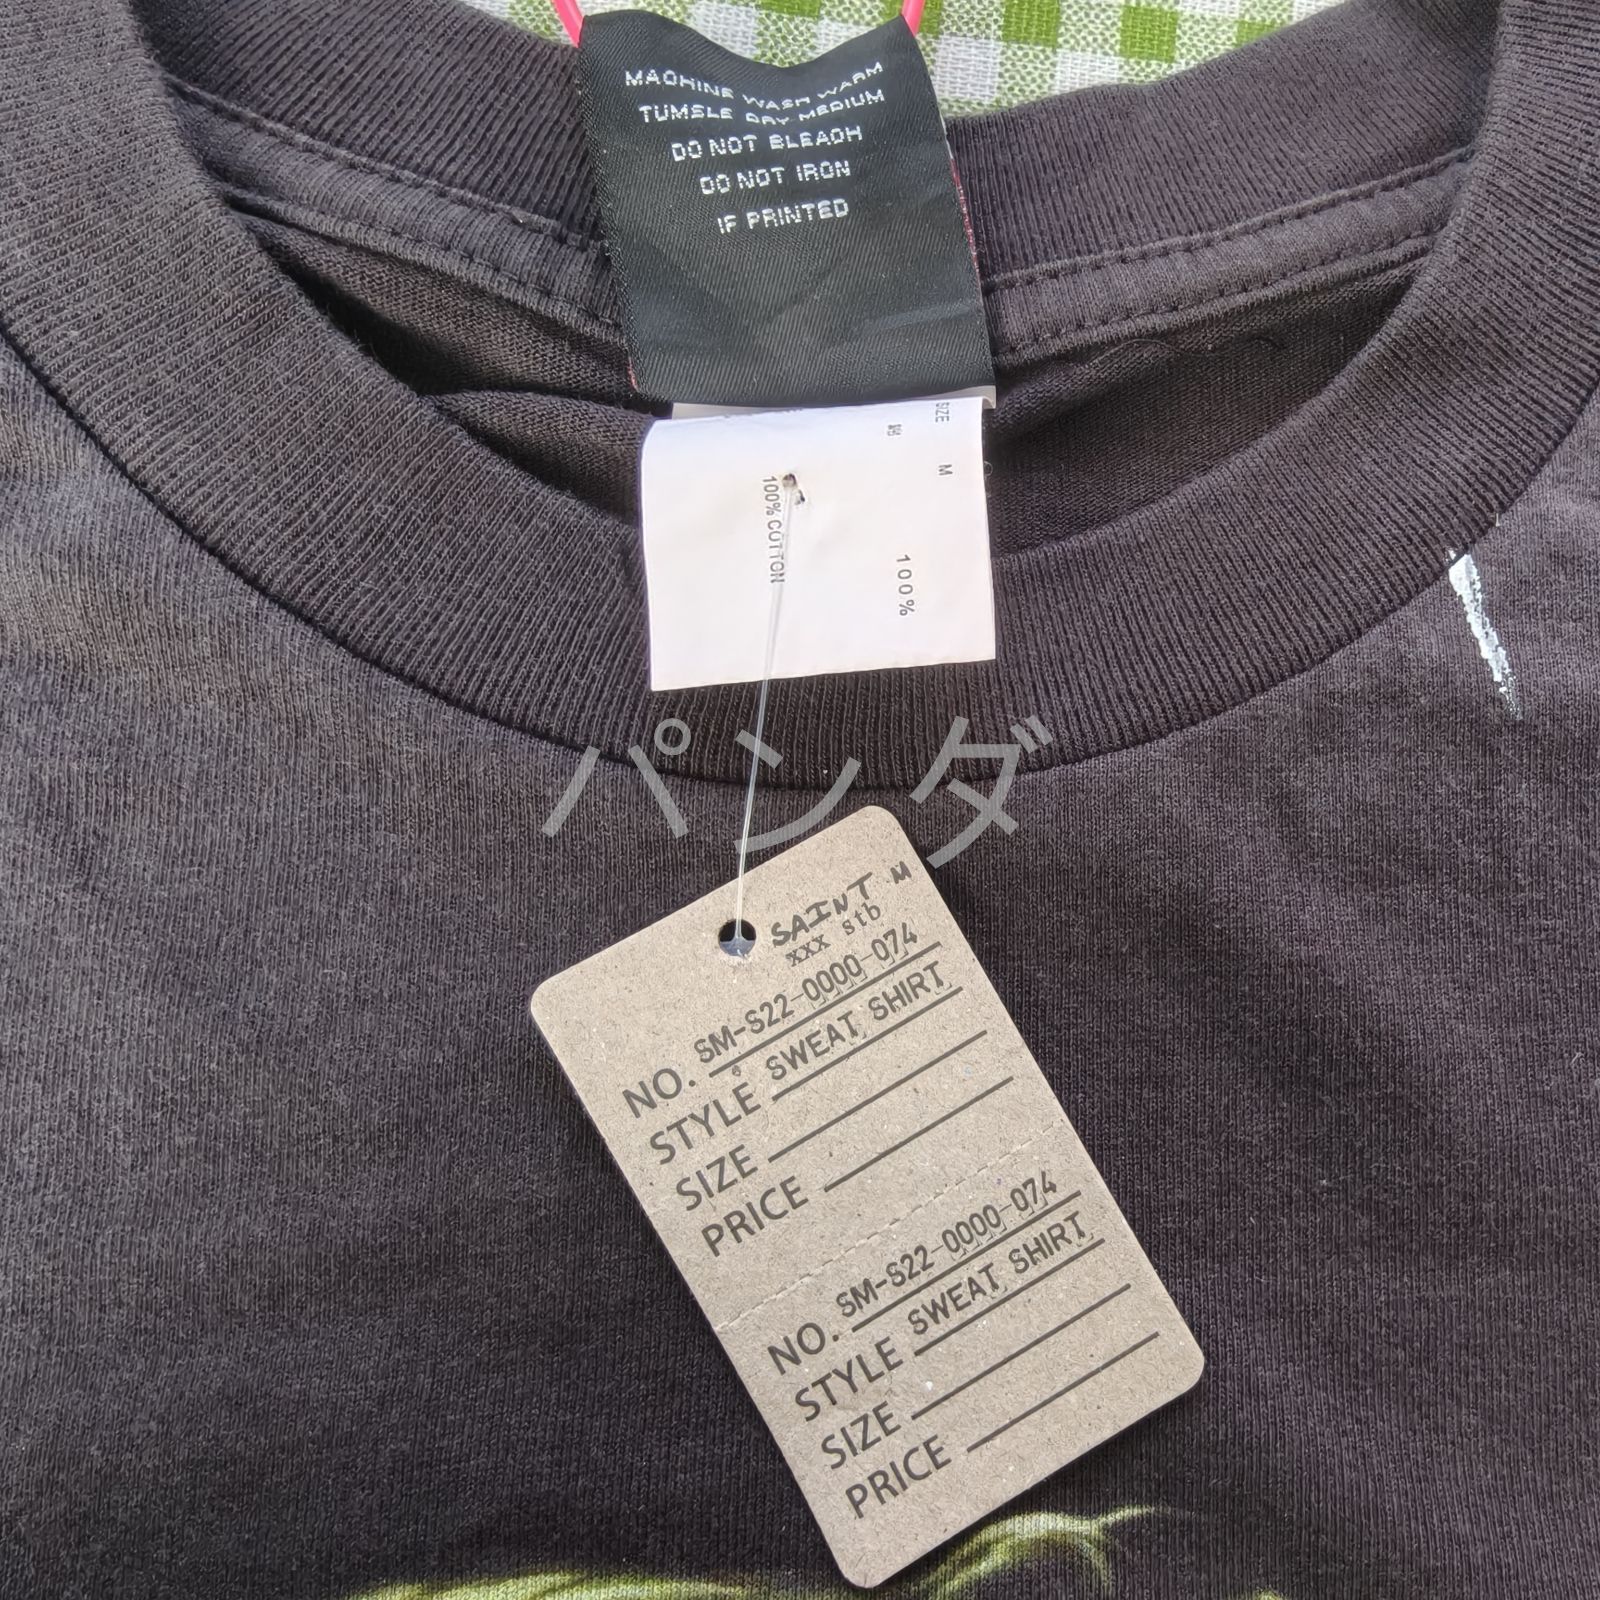 MACHINE WASH WARM
TUMBLE DRY MEDIUM
DO NOT BLEACH
DO NOT IRON
IF PRINTED
SIZE M
100%
100% COTTON
パンダ
SAINT M
xxx stb
NO. SM-S22-0000-074
STYLE SWEAT SHIRT
SIZE
PRICE
NO. SM-S22-0000-074
STYLE SWEAT SHIRT
SIZE
PRICE